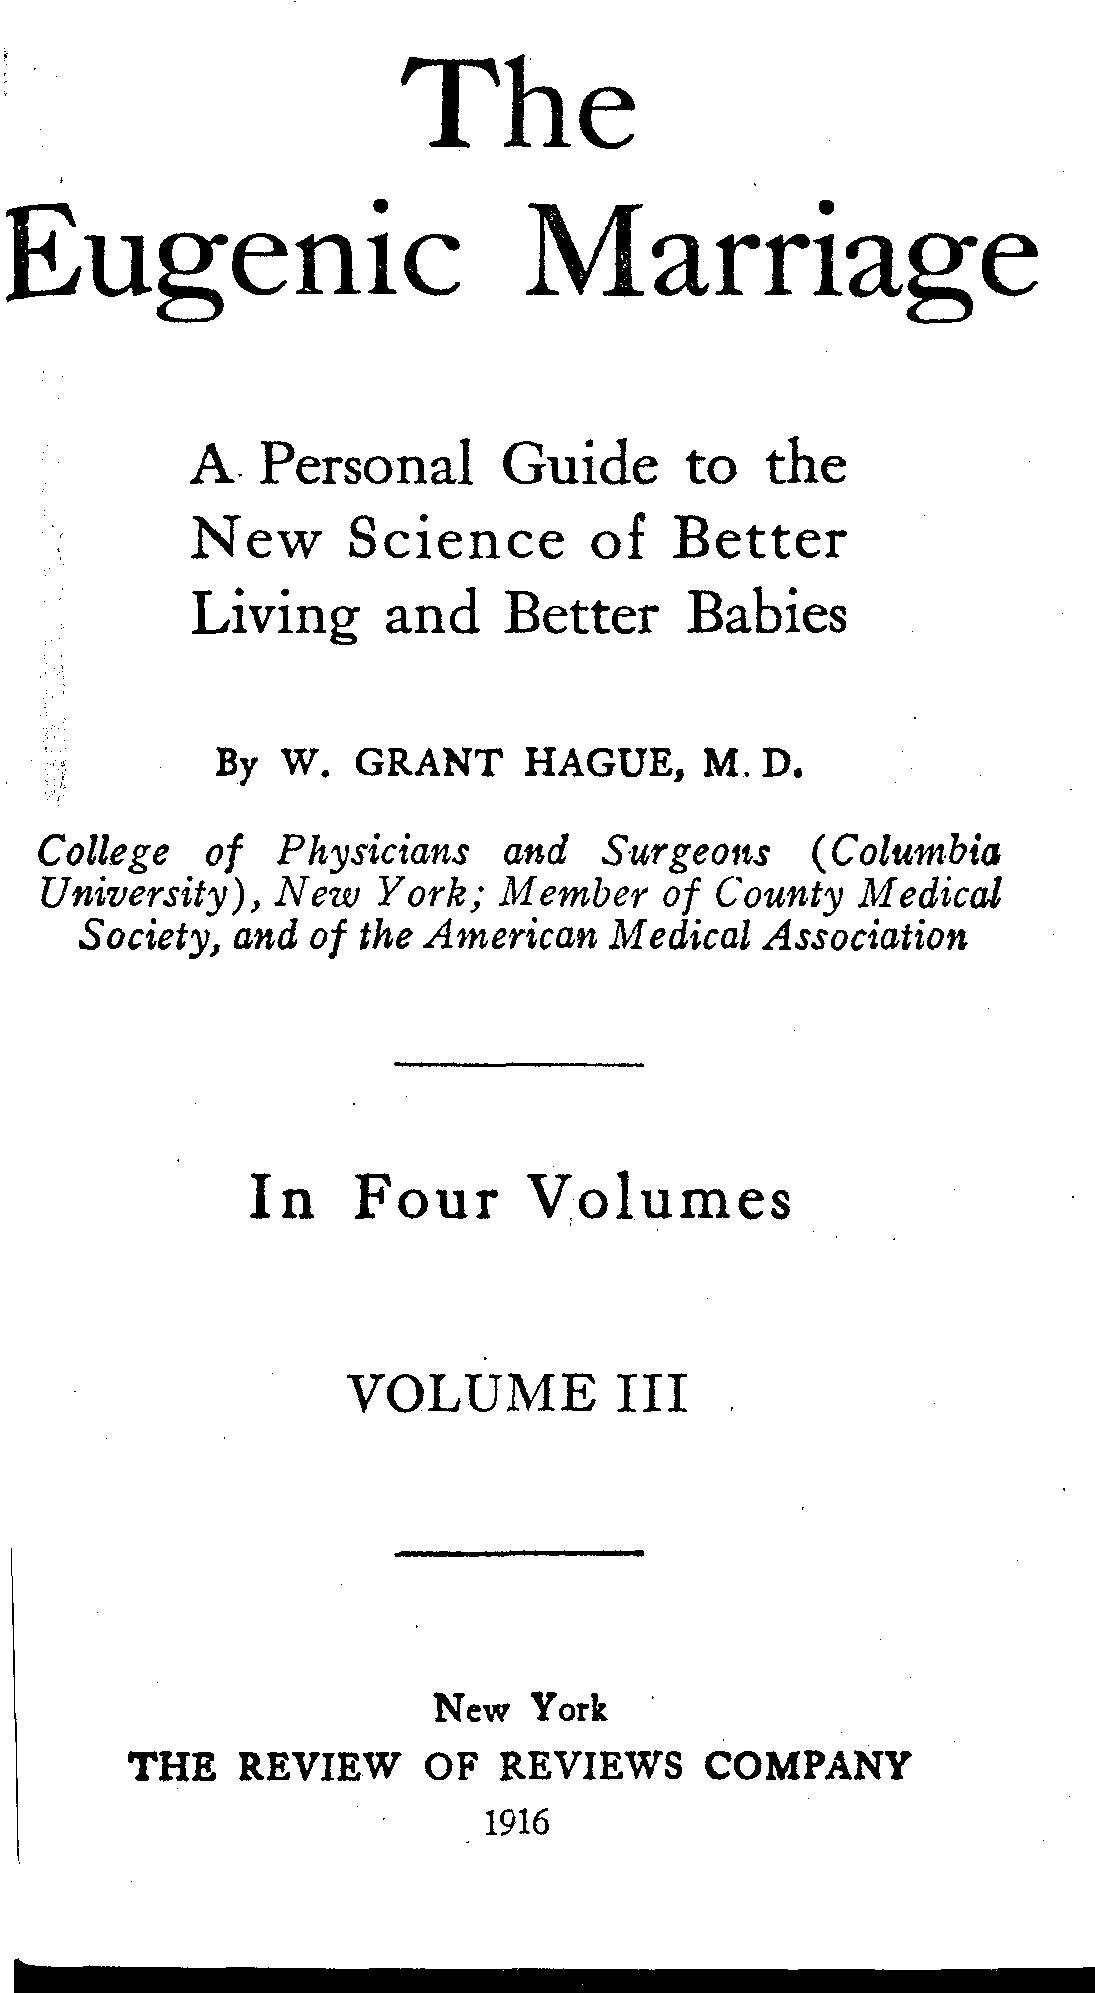 The
Eugenic Marriage
A Personal Guide to the
New Science of Better
Living and Better Babies
By W. GRANT HAGUE, M. D.
College of Physicians and Surgeons (Columbia
University), New York; Member of County Medical
Society, and of the American Medical Association
In Four Volumes
VOLUME III
New York
THE REVIEW OF REVIEWS COMPANY
1916